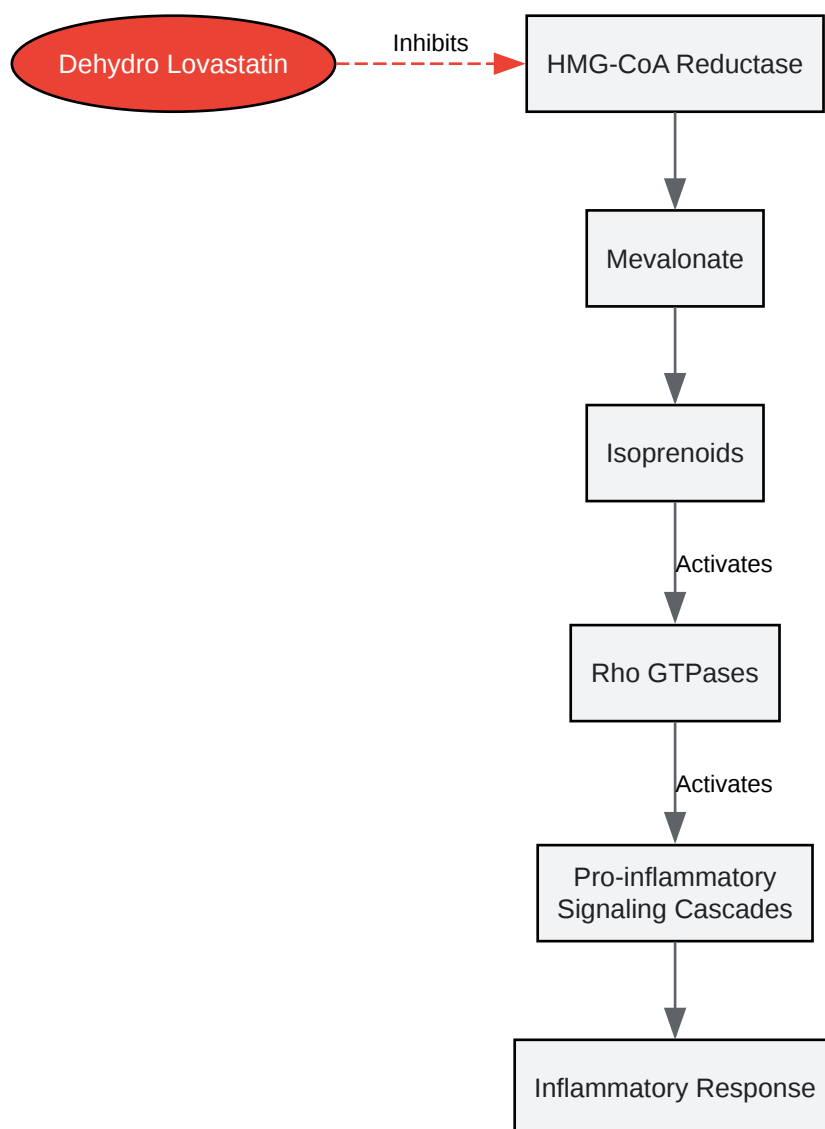 Dehydro Lovastatin
Inhibits
HMG-CoA Reductase
Mevalonate
Isoprenoids
Activates
Rho GTPases
Activates
Pro-inflammatory
Signaling Cascades
Inflammatory Response